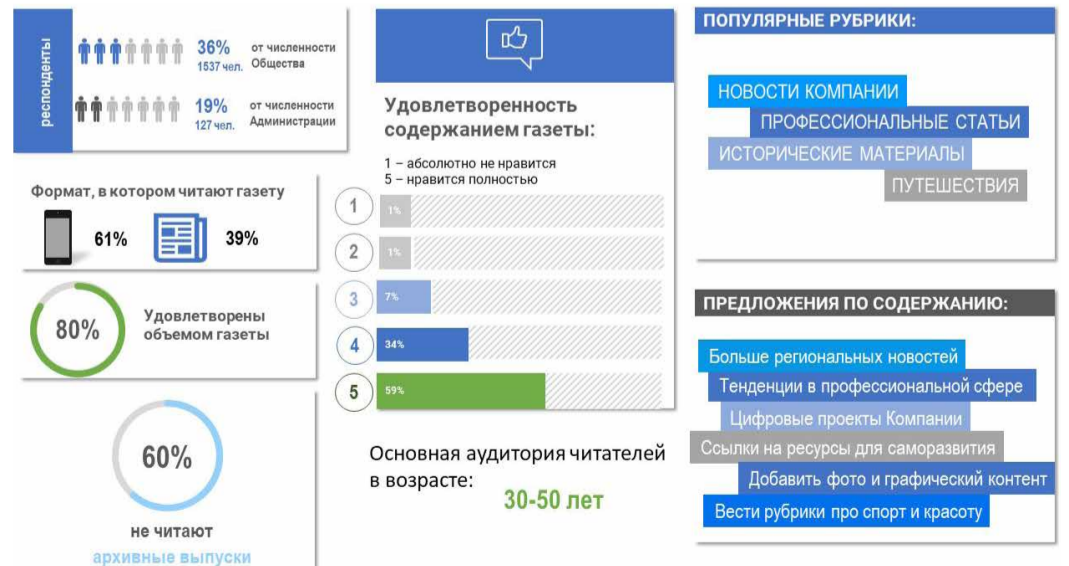 респонденты
36%
1537 чел.
от численности
Общества
19%
127 чел.
от численности
Администрации
Формат, в котором читают газету
61%
39%
80%
Удовлетворены
объемом газеты
60%
не читают
архивные выпуски
Удовлетворенность
содержанием газеты:
1 – абсолютно не нравится
5 – нравится полностью
1
1%
2
1%
3
7%
4
34%
5
59%
Основная аудитория читателей
в возрасте:
30-50 лет
ПОПУЛЯРНЫЕ РУБРИКИ:
НОВОСТИ КОМПАНИИ
ПРОФЕССИОНАЛЬНЫЕ СТАТЬИ
ИСТОРИЧЕСКИЕ МАТЕРИАЛЫ
ПУТЕШЕСТВИЯ
ПРЕДЛОЖЕНИЯ ПО СОДЕРЖАНИЮ:
Больше региональных новостей
Тенденции в профессиональной сфере
Цифровые проекты Компании
Ссылки на ресурсы для саморазвития
Добавить фото и графический контент
Вести рубрики про спорт и красоту